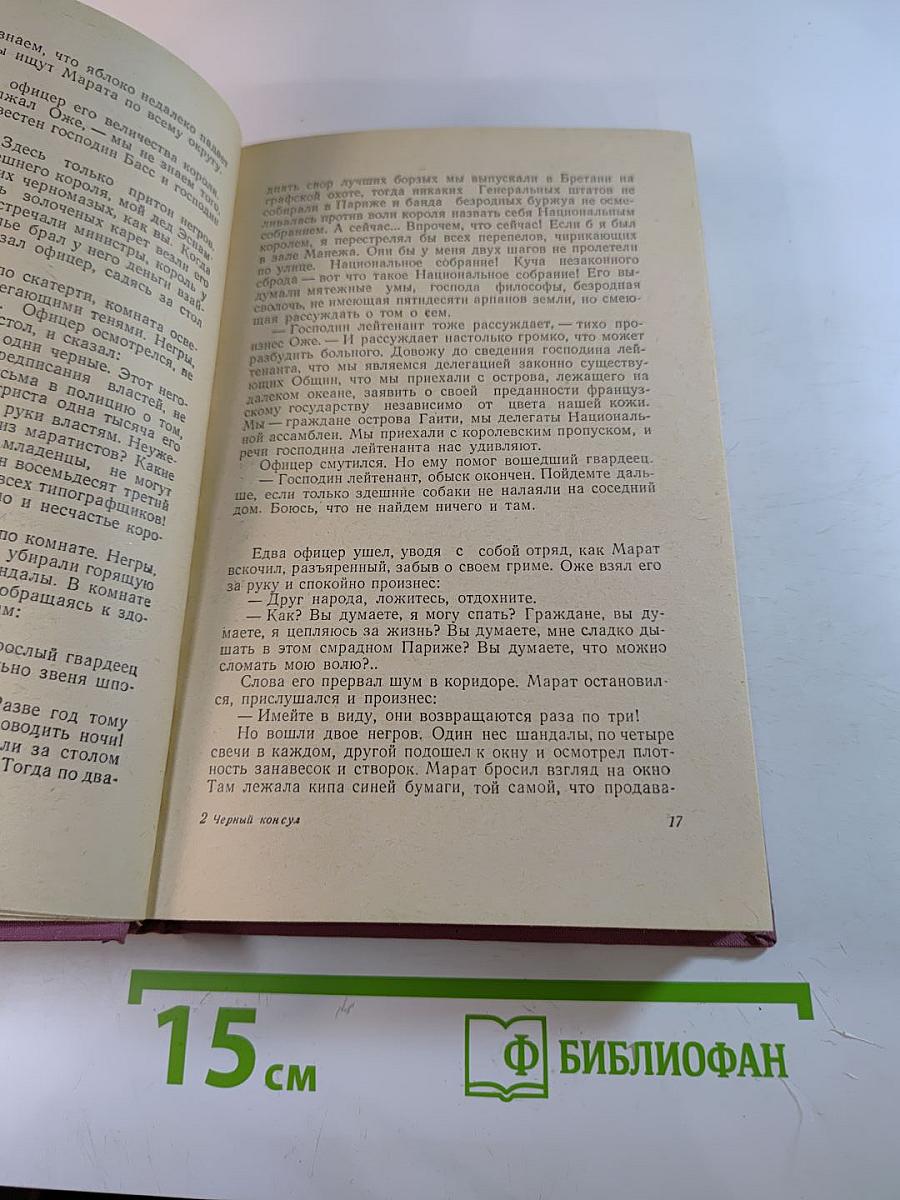 знаем, что яблоко недалеко падает
ы ищут Марата по всему округу.
офицер его величества короля,
жал Оже, — мы не знаем того
вестен господин Басс и господин
Здесь только притон негров.
ешнего короля, мой дед Эснам-
их черномазых, как вы. Когда
ь золоченых карет везли его
стречали министры, король у
лье брал у него деньги взай-
зал офицер, садясь за стол
по скатерти, комната осве-
легающими тенями. Негры,
Офицер осмотрелся, не
стол, и сказал:
одни черные. Этот него-
редписания властей, не
исьма в полицию о том,
триста одна тысяча его
руки властям. Неуже-
из маратистов? Какие
младенцы, не могут
н восемьдесят третий
всех типографщиков!
о и несчастье коро-
по комнате. Негры,
убирали горящую
ндалы. В комнате
обращаясь к здо-
ам:
рослый гвардеец
ьно звеня шпо-
Разве год тому
оводить ночи!
ли за столом
Тогда по два-
дцать свор лучших борзых мы выпускали в Бретани на
графской охоте, тогда никаких Генеральных штатов не
собирали в Париже и банда безродных буржуа не осме-
ливалась против воли короля назвать себя Национальным
собранием. А сейчас... Впрочем, что сейчас! Если б я был
королем, я перестрелял бы всех перепелов, чирикающих
в зале Манежа. Они бы у меня двух шагов не пролетели
по улице. Национальное собрание! Куча незаконного
сброда — вот что такое Национальное собрание! Его вы-
думали мятежные умы, господа философы, безродная
сволочь, не имеющая пятидесяти арпанов земли, но смею-
щая рассуждать о том о сем.
— Господин лейтенант тоже рассуждает, — тихо про-
изнес Оже. — И рассуждает настолько громко, что может
разбудить больного. Довожу до сведения господина лей-
тенанта, что мы являемся делегацией законно существу-
ющих Общин, что мы приехали с острова, лежащего на
далеком океане, заявить о своей преданности француз-
скому государству независимо от цвета нашей кожи.
Мы — граждане острова Гаити, мы делегаты Националь-
ной ассамблеи. Мы приехали с королевским пропуском, и
речи господина лейтенанта нас удивляют.
Офицер смутился. Но ему помог вошедший гвардеец.
— Господин лейтенант, обыск окончен. Пойдемте даль-
ше, если только здешние собаки не налаяли на соседний
дом. Боюсь, что не найдем ничего и там.
Едва офицер ушел, уводя с собой отряд, как Марат
вскочил, разъяренный, забыв о своем гриме. Оже взял его
за руку и спокойно произнес:
— Друг народа, ложитесь, отдохните.
— Как? Вы думаете, я могу спать? Граждане, вы ду-
маете, я цепляюсь за жизнь? Вы думаете, мне сладко ды-
шать в этом смрадном Париже? Вы думаете, что можно
сломать мою волю?..
Слова его прервал шум в коридоре. Марат остановил-
ся, прислушался и произнес:
— Имейте в виду, они возвращаются раза по три!
Но вошли двое негров. Один нес шандалы, по четыре
свечи в каждом, другой подошел к окну и осмотрел плот-
ность занавесок и створок. Марат бросил взгляд на окно
Там лежала кипа синей бумаги, той самой, что продава-
2 Черный консул
17
15 см
Ф БИБЛИОФАН